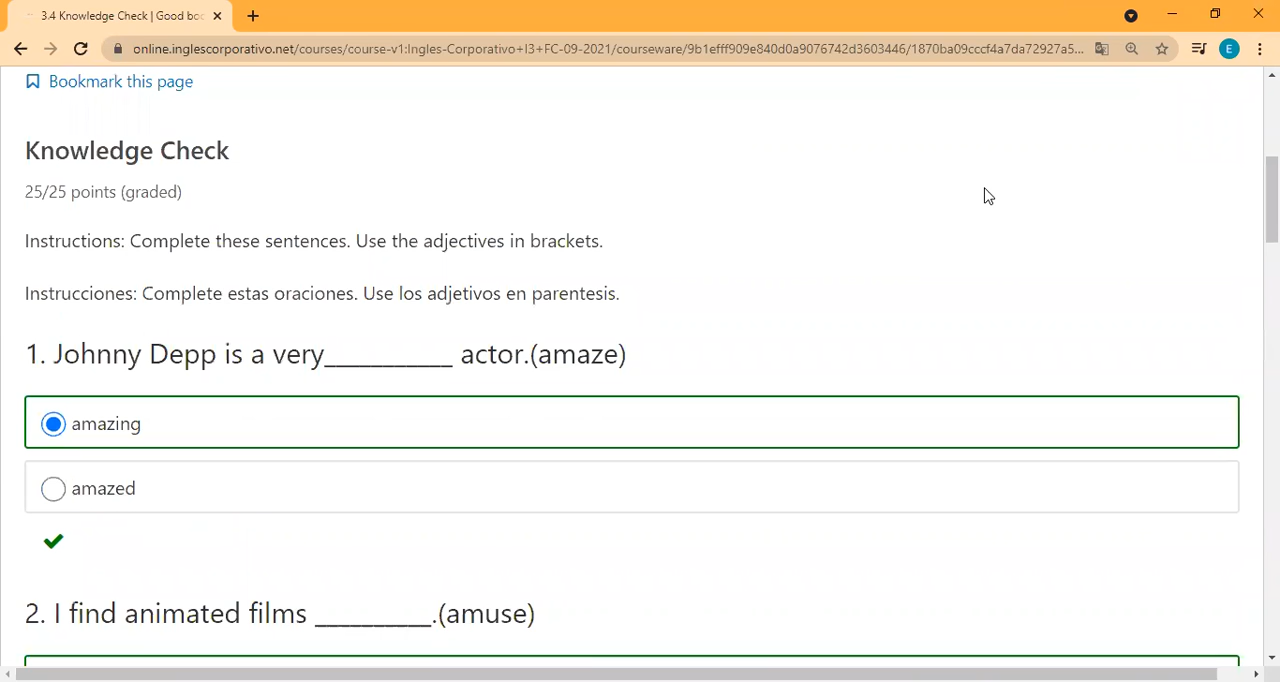 3.4 Knowledge Check | Good boo
online.inglescorporativo.net/courses/course-v1:Ingles-Corporativo+I3+FC-09-2021/courseware/9b1efff909e840d0a9076742d3603446/1870ba09cccf4a7da72927a5...
E
Bookmark this page
Knowledge Check
25/25 points (graded)
Instructions: Complete these sentences. Use the adjectives in brackets.
Instrucciones: Complete estas oraciones. Use los adjetivos en parentesis.
1. Johnny Depp is a very___________ actor.(amaze)
amazing
amazed
2. I find animated films __________.(amuse)